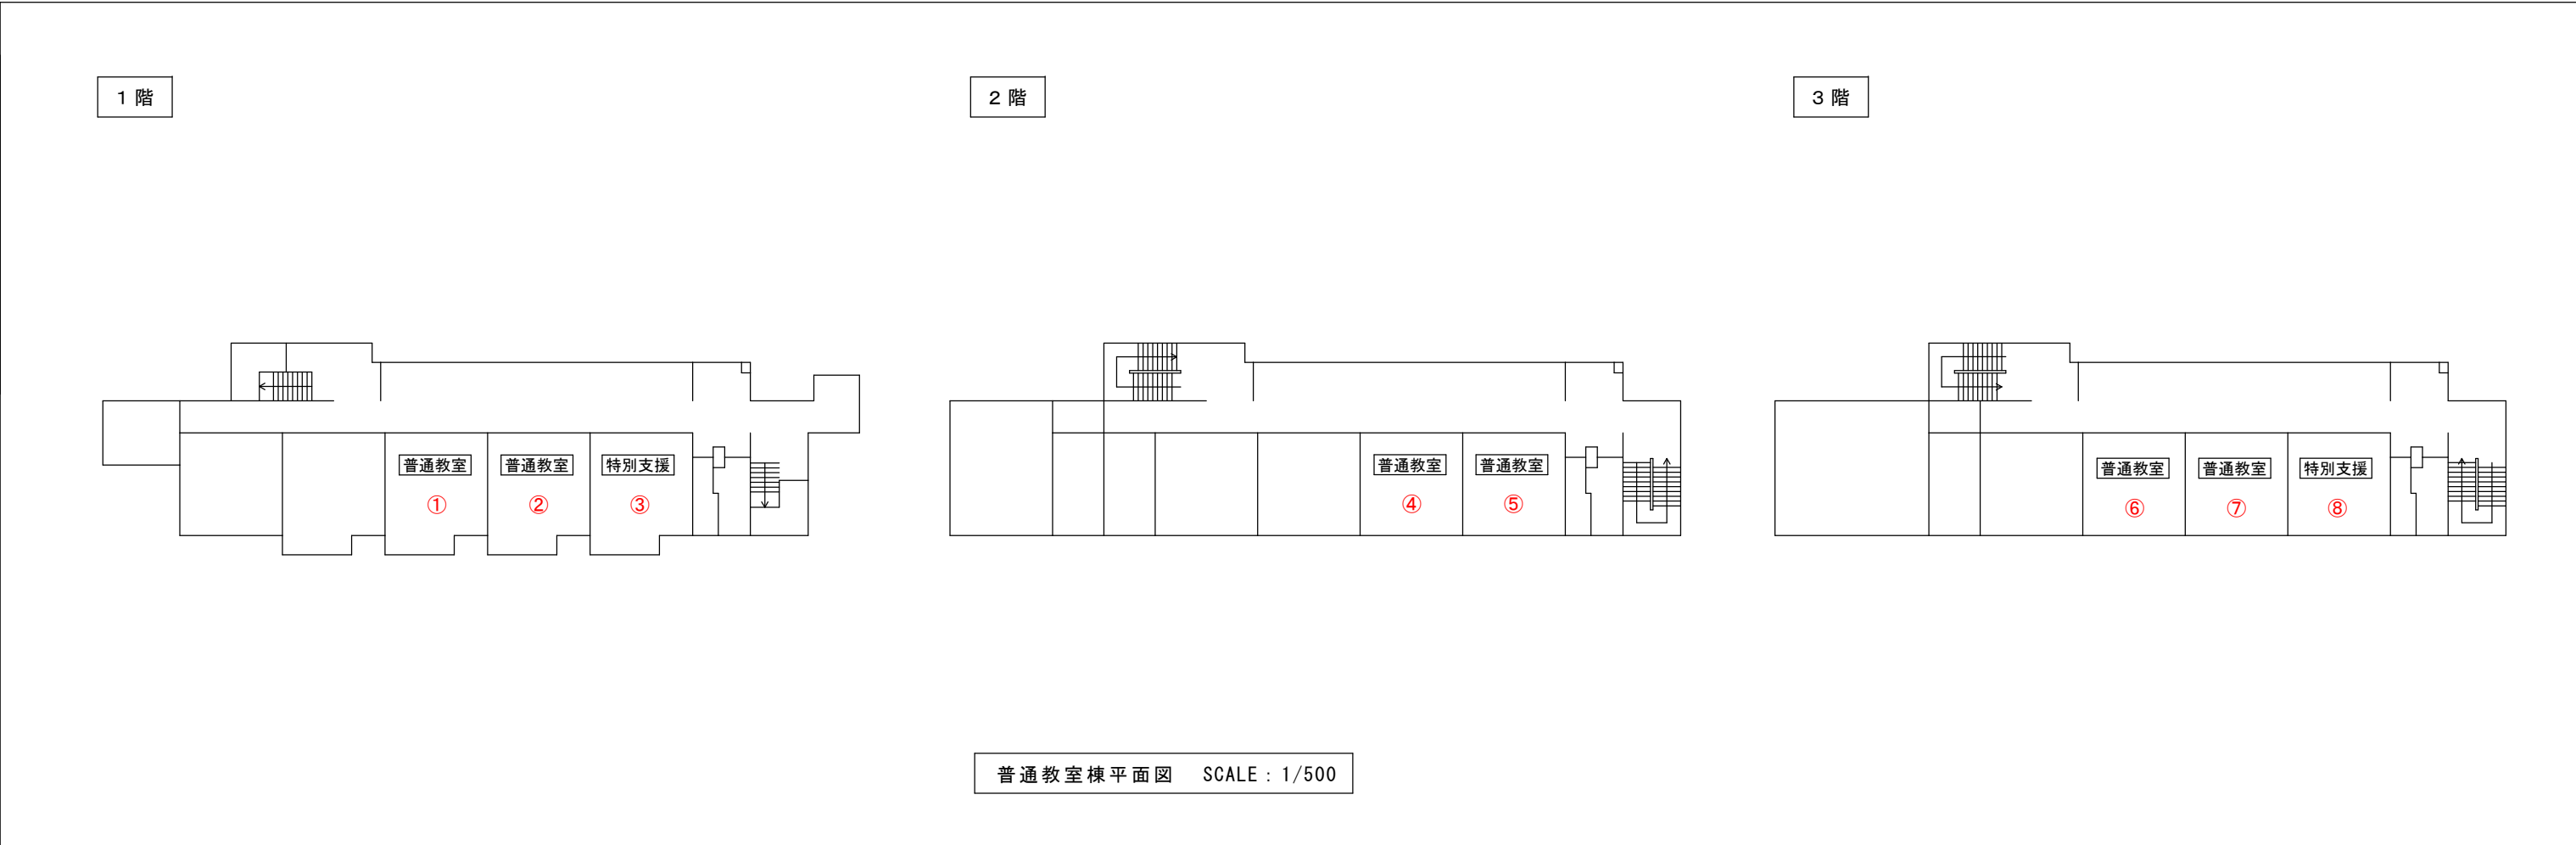 1階
2階
3階
普通教室
①
普通教室
②
特別支援
③
普通教室
④
普通教室
⑤
普通教室
⑥
普通教室
⑦
特別支援
⑧
普通教室棟平面図 SCALE：1/500